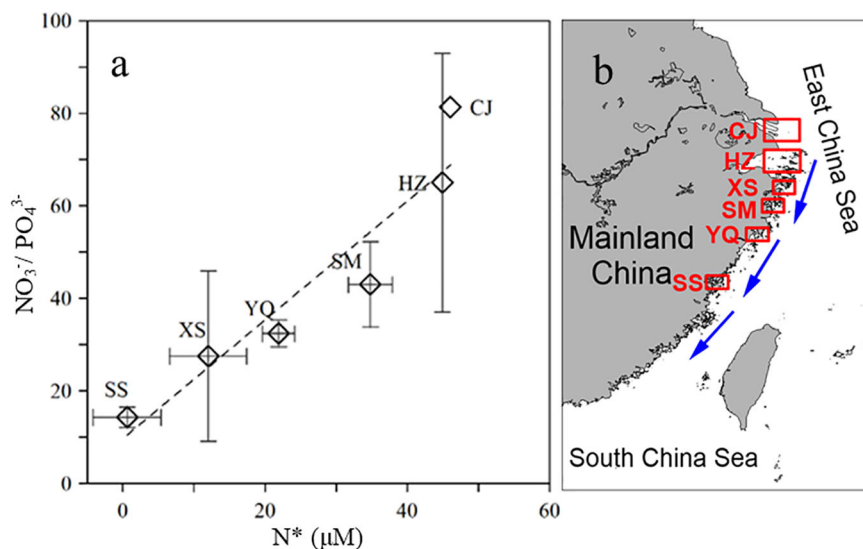 a
100
80
60
40
20
0
NO₃⁻/ PO₄³⁻
CJ
HZ
SM
YQ
XS
SS
0
20
40
60
N* (μM)
b
East China Sea
CJ
HZ
XS
SM
YQ
SS
Mainland
China
South China Sea